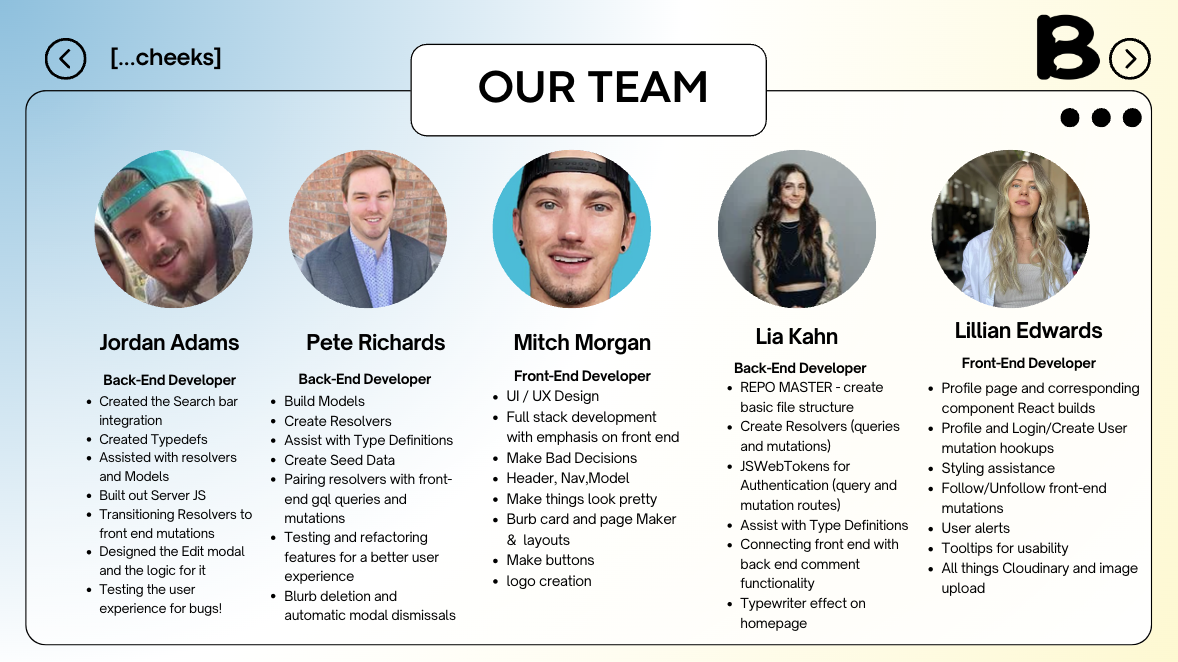 [...cheeks]
OUR TEAM
B
Jordan Adams
Back-End Developer
• Created the Search bar
integration
• Created Typedefs
• Assisted with resolvers
and Models
• Built out Server JS
• Transitioning Resolvers to
front end mutations
• Designed the Edit modal
and the logic for it
• Testing the user
experience for bugs!
Pete Richards
Back-End Developer
• Build Models
• Create Resolvers
• Assist with Type Definitions
• Create Seed Data
• Pairing resolvers with front-
end gql queries and
mutations
• Testing and refactoring
features for a better user
experience
• Blurb deletion and
automatic modal dismissals
Mitch Morgan
Front-End Developer
• UI / UX Design
• Full stack development
with emphasis on front end
• Make Bad Decisions
• Header, Nav,Model
• Make things look pretty
• Burb card and page Maker
& layouts
• Make buttons
• logo creation
Lia Kahn
Back-End Developer
• REPO MASTER - create
basic file structure
• Create Resolvers (queries
and mutations)
• JSWebTokens for
Authentication (query and
mutation routes)
• Assist with Type Definitions
• Connecting front end with
back end comment
functionality
• Typewriter effect on
homepage
Lillian Edwards
Front-End Developer
• Profile page and corresponding
component React builds
• Profile and Login/Create User
mutation hookups
• Styling assistance
• Follow/Unfollow front-end
mutations
• User alerts
• Tooltips for usability
• All things Cloudinary and image
upload